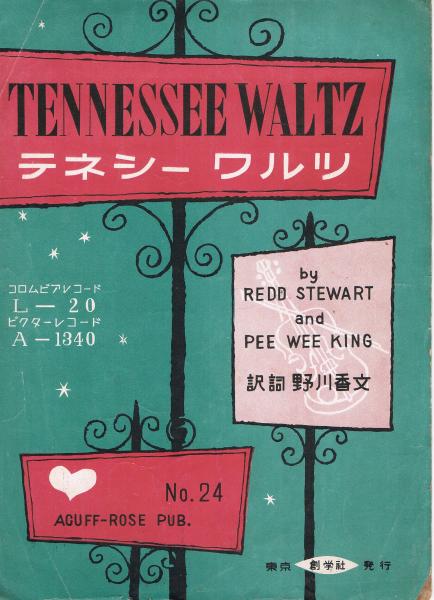 TENNESSEE WALTZ
テネシー ワルツ
コロムビアレコード
L－20
ビクターレコード
A－1340
by
REDD STEWART
and
PEE WEE KING
訳詞 野川香文
No.24
ACUFF-ROSE PUB.
東京 創学社 発行